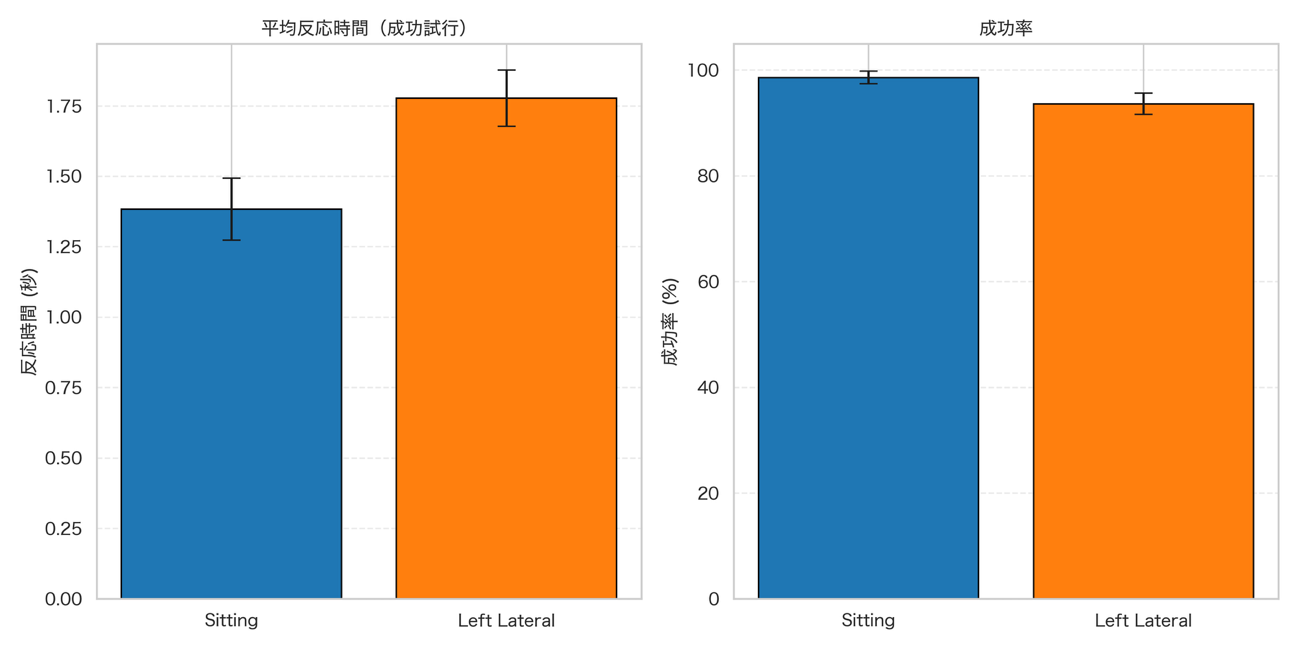 平均反応時間（成功試行）
反応時間 (秒)
1.75
1.50
1.25
1.00
0.75
0.50
0.25
0.00
Sitting
Left Lateral
成功率
成功率 (%)
100
80
60
40
20
0
Sitting
Left Lateral